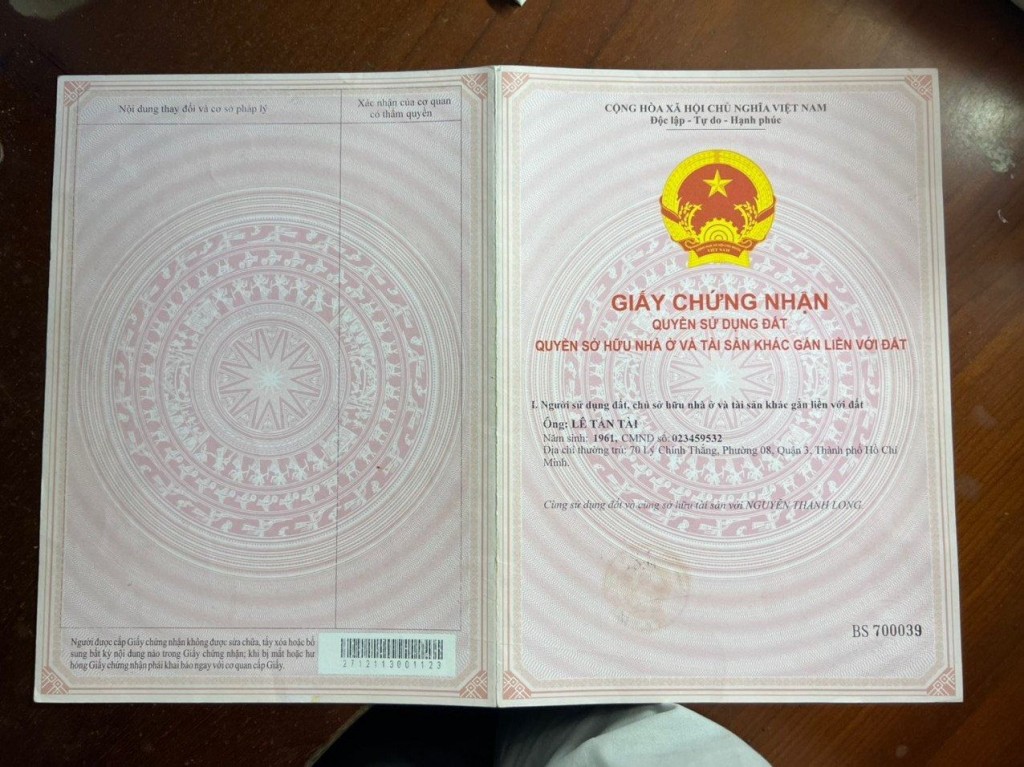 Nội dung thay đổi và cơ sở pháp lý
Xác nhận của cơ quan
có thẩm quyền
Người được cấp Giấy chứng nhận không được sửa chữa, tẩy xóa hoặc bổ
sung bất kỳ nội dung nào trong Giấy chứng nhận; khi bị mất hoặc hư
hỏng Giấy chứng nhận phải khai báo ngay với cơ quan cấp Giấy.
2712113001123
CỘNG HÒA XÃ HỘI CHỦ NGHĨA VIỆT NAM
Độc lập - Tự do - Hạnh phúc
VIỆT NAM
GIẤY CHỨNG NHẬN
QUYỀN SỬ DỤNG ĐẤT
QUYỀN SỞ HỮU NHÀ Ở VÀ TÀI SẢN KHÁC GẮN LIỀN VỚI ĐẤT
I. Người sử dụng đất, chủ sở hữu nhà ở và tài sản khác gắn liền với đất
Ông: LÊ TẤN TÀI
Năm sinh: 1961, CMND số: 023459532
Địa chỉ thường trú: 70 Lý Chính Thắng, Phường 08, Quận 3, Thành phố Hồ Chí
Minh.
Cùng sử dụng đất và cùng sở hữu tài sản với NGUYỄN THÀNH LONG.
BS 700039